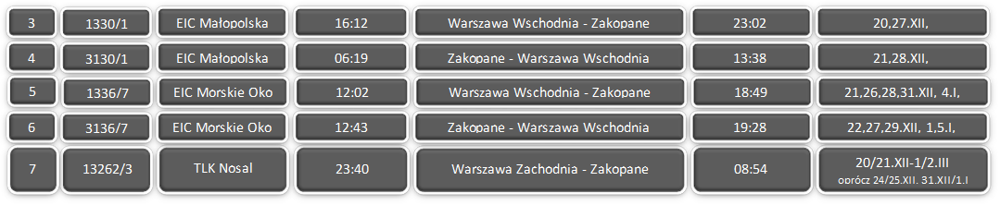 3 1330/1 EIC Małopolska 16:12 Warszawa Wschodnia - Zakopane 23:02 20,27.XII,
4 3130/1 EIC Małopolska 06:19 Zakopane - Warszawa Wschodnia 13:38 21,28.XII,
5 1336/7 EIC Morskie Oko 12:02 Warszawa Wschodnia - Zakopane 18:49 21,26,28,31.XII, 4.I,
6 3136/7 EIC Morskie Oko 12:43 Zakopane - Warszawa Wschodnia 19:28 22,27,29.XII, 1,5.I,
7 13262/3 TLK Nosal 23:40 Warszawa Zachodnia - Zakopane 08:54 20/21.XII-1/2.III
oprócz 24/25.XII, 31.XII/1.I